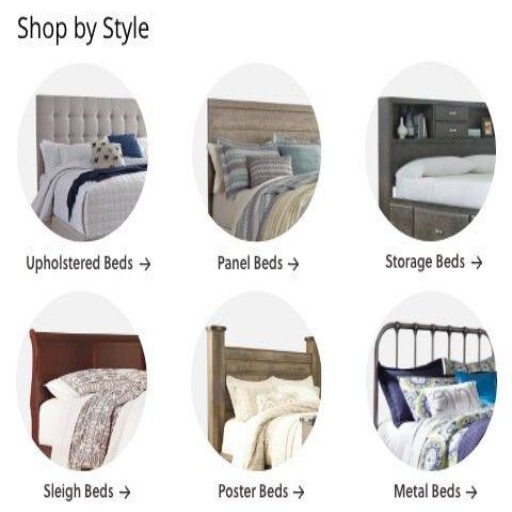 Shop by Style
Upholstered Beds →
Panel Beds →
Storage Beds →
Sleigh Beds →
Poster Beds →
Metal Beds →